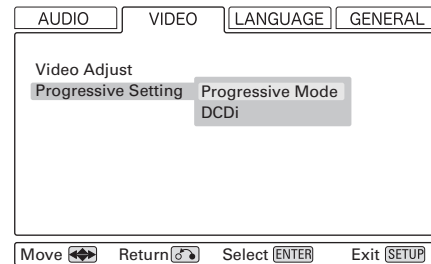 AUDIO VIDEO LANGUAGE GENERAL
Video Adjust
Progressive Setting Progressive Mode
DCDi
Move Return Select ENTER Exit SETUP